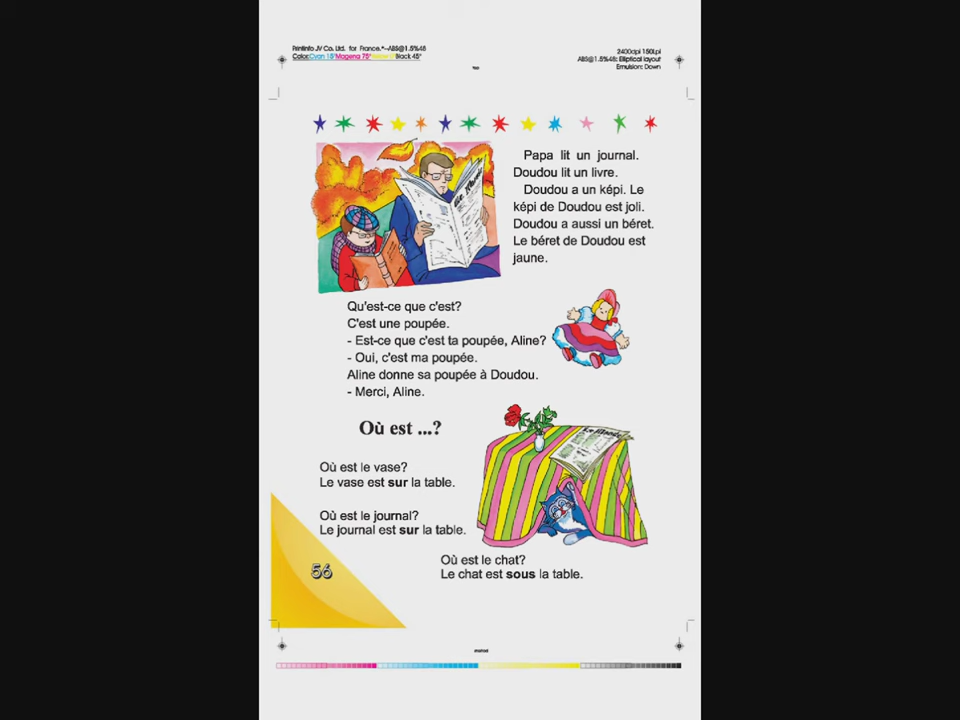 Printinfo JV Co. Ltd. for France.*--ABS@1.5%48
Color:Cyan 15°Magena 75° Black 45°
2400dpi 150Lpi
ABS@1.5%48: Elliptical layout
Emulsion: Down
Papa lit un journal.
Doudou lit un livre.
Doudou a un képi. Le
képi de Doudou est joli.
Doudou a aussi un béret.
Le béret de Doudou est
jaune.
Qu'est-ce que c'est?
C'est une poupée.
- Est-ce que c'est ta poupée, Aline?
- Oui, c'est ma poupée.
Aline donne sa poupée à Doudou.
- Merci, Aline.
Où est ...?
Où est le vase?
Le vase est sur la table.
Où est le journal?
Le journal est sur la table.
Où est le chat?
Le chat est sous la table.
56